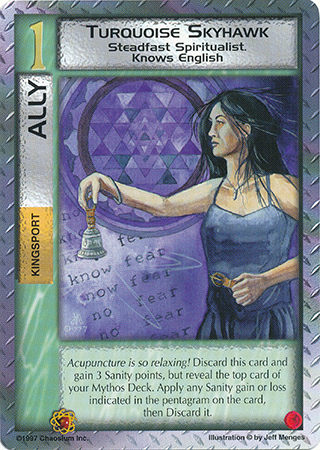 1
TURQUOISE SKYHAWK
Steadfast Spiritualist.
Knows English
ALLY
KINGSPORT
know
know fear
know fear
no fear
no fear
©1997
Acupuncture is so relaxing! Discard this card and
gain 3 Sanity points, but reveal the top card of
your Mythos Deck. Apply any Sanity gain or loss
indicated in the pentagram on the card,
then Discard it.
©1997 Chaosium Inc.
Illustration © by Jeff Menges